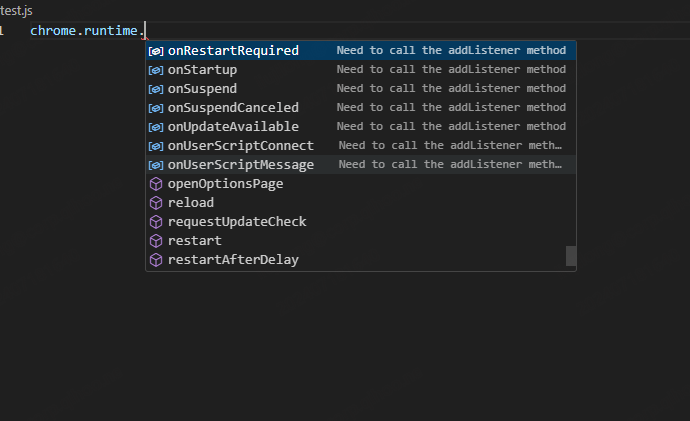 test.js
1 chrome.runtime.
onRestartRequired Need to call the addListener method
onStartup Need to call the addListener method
onSuspend Need to call the addListener method
onSuspendCanceled Need to call the addListener method
onUpdateAvailable Need to call the addListener method
onUserScriptConnect Need to call the addListener meth…
onUserScriptMessage Need to call the addListener meth…
openOptionsPage
reload
requestUpdateCheck
restart
restartAfterDelay